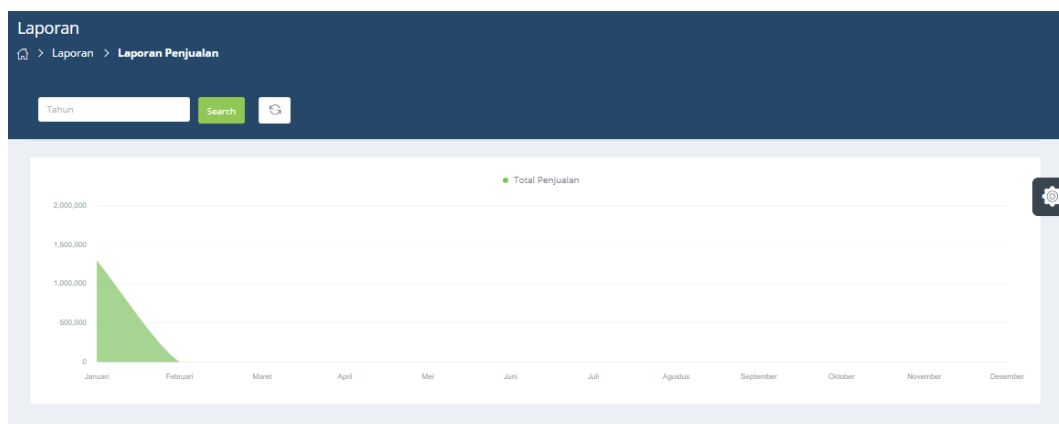 Laporan
> Laporan > Laporan Penjualan
Tahun
Search
Total Penjualan
2,000,000
1,500,000
1,000,000
500,000
0
Januari Februari Maret April Mei Juni Juli Agustus September Oktober November Desember